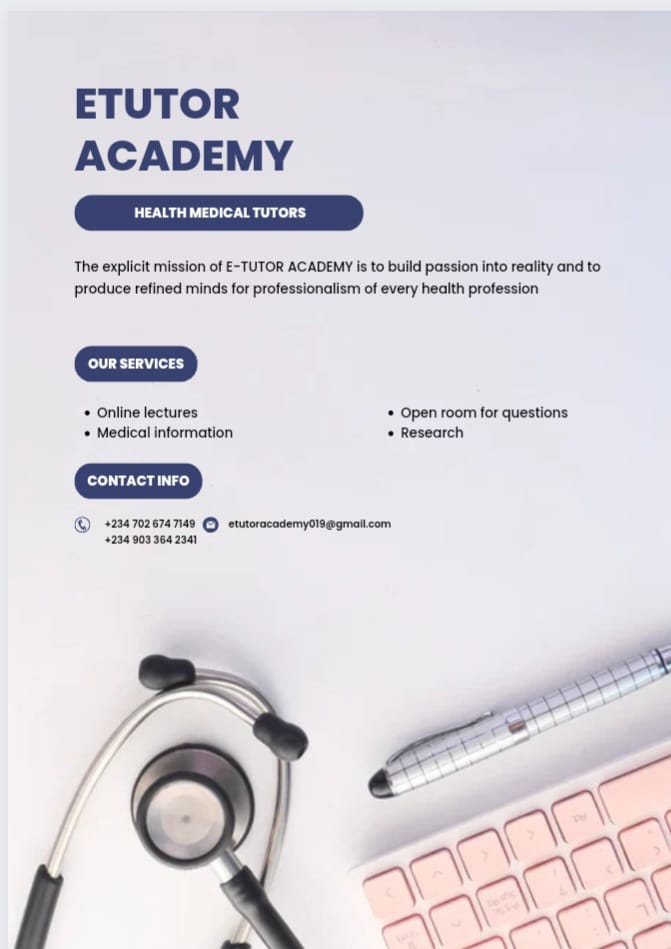 ETUTOR
ACADEMY
HEALTH MEDICAL TUTORS
The explicit mission of E-TUTOR ACADEMY is to build passion into reality and to
produce refined minds for professionalism of every health profession
OUR SERVICES
• Online lectures
• Medical information
• Open room for questions
• Research
CONTACT INFO
+234 702 674 7149
+234 903 364 2341
etutoracademy019@gmail.com